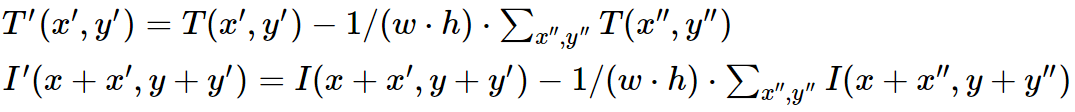 T′(x′, y′) = T(x′, y′) − 1/(w · h) · ∑x′′,y′′ T(x′′, y′′)
I′(x + x′, y + y′) = I(x + x′, y + y′) − 1/(w · h) · ∑x′′,y′′ I(x + x′′, y + y′′)